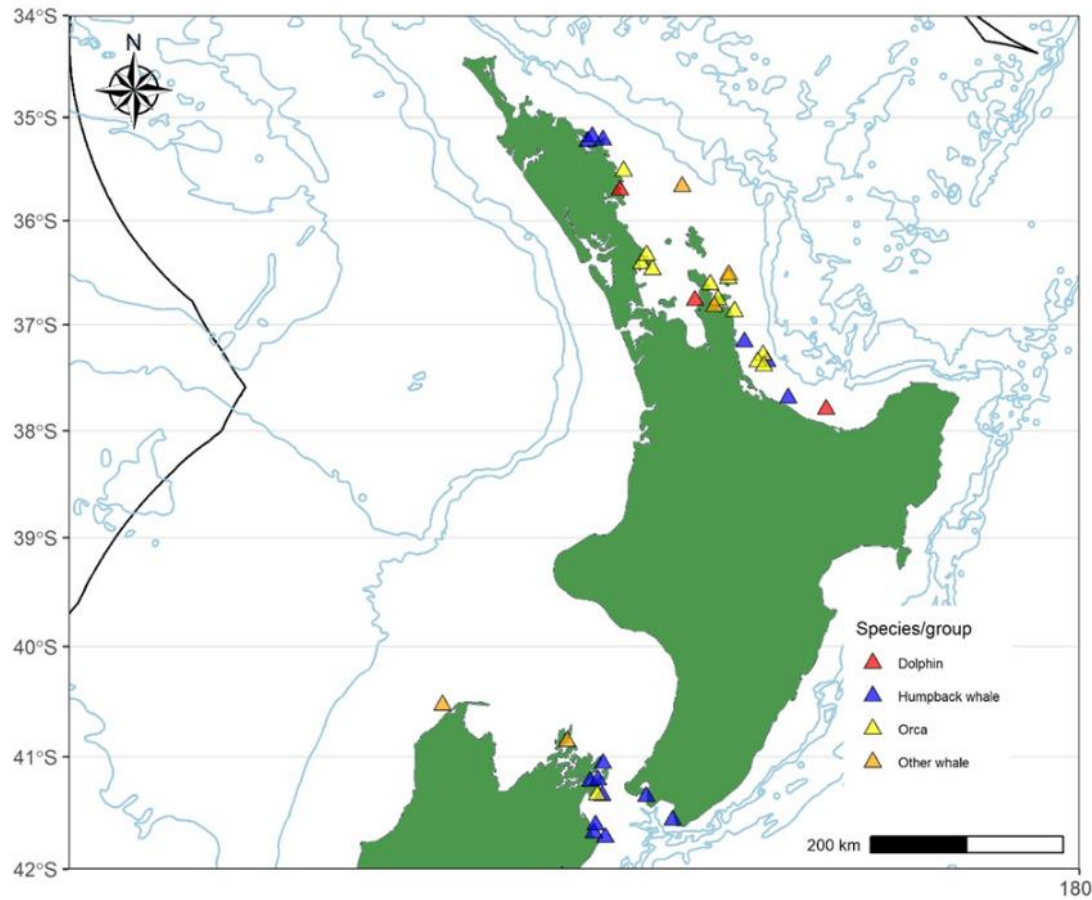 34°S
N
35°S
36°S
37°S
38°S
39°S
40°S
41°S
42°S
Species/group
Dolphin
Humpback whale
Orca
Other whale
200 km
180